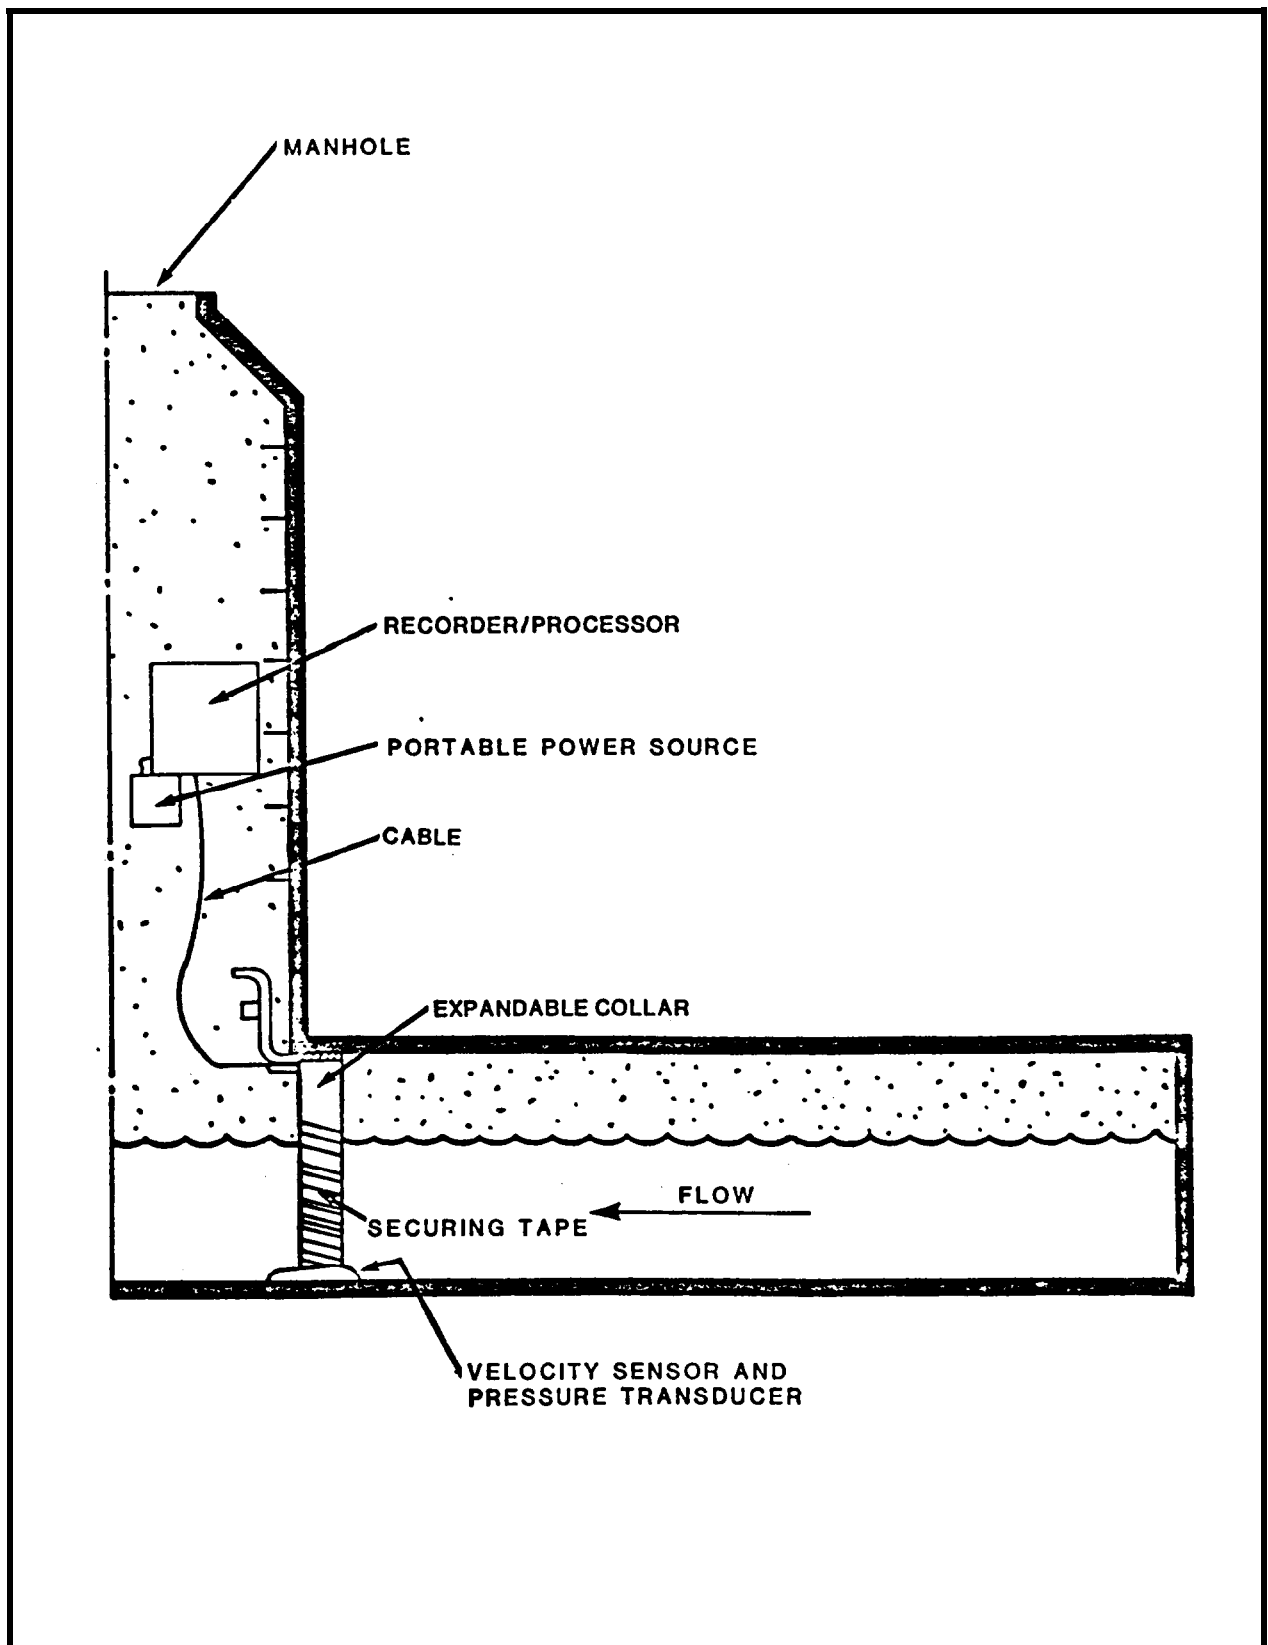 MANHOLE
RECORDER/PROCESSOR
PORTABLE POWER SOURCE
CABLE
EXPANDABLE COLLAR
FLOW
SECURING TAPE
VELOCITY SENSOR AND
PRESSURE TRANSDUCER